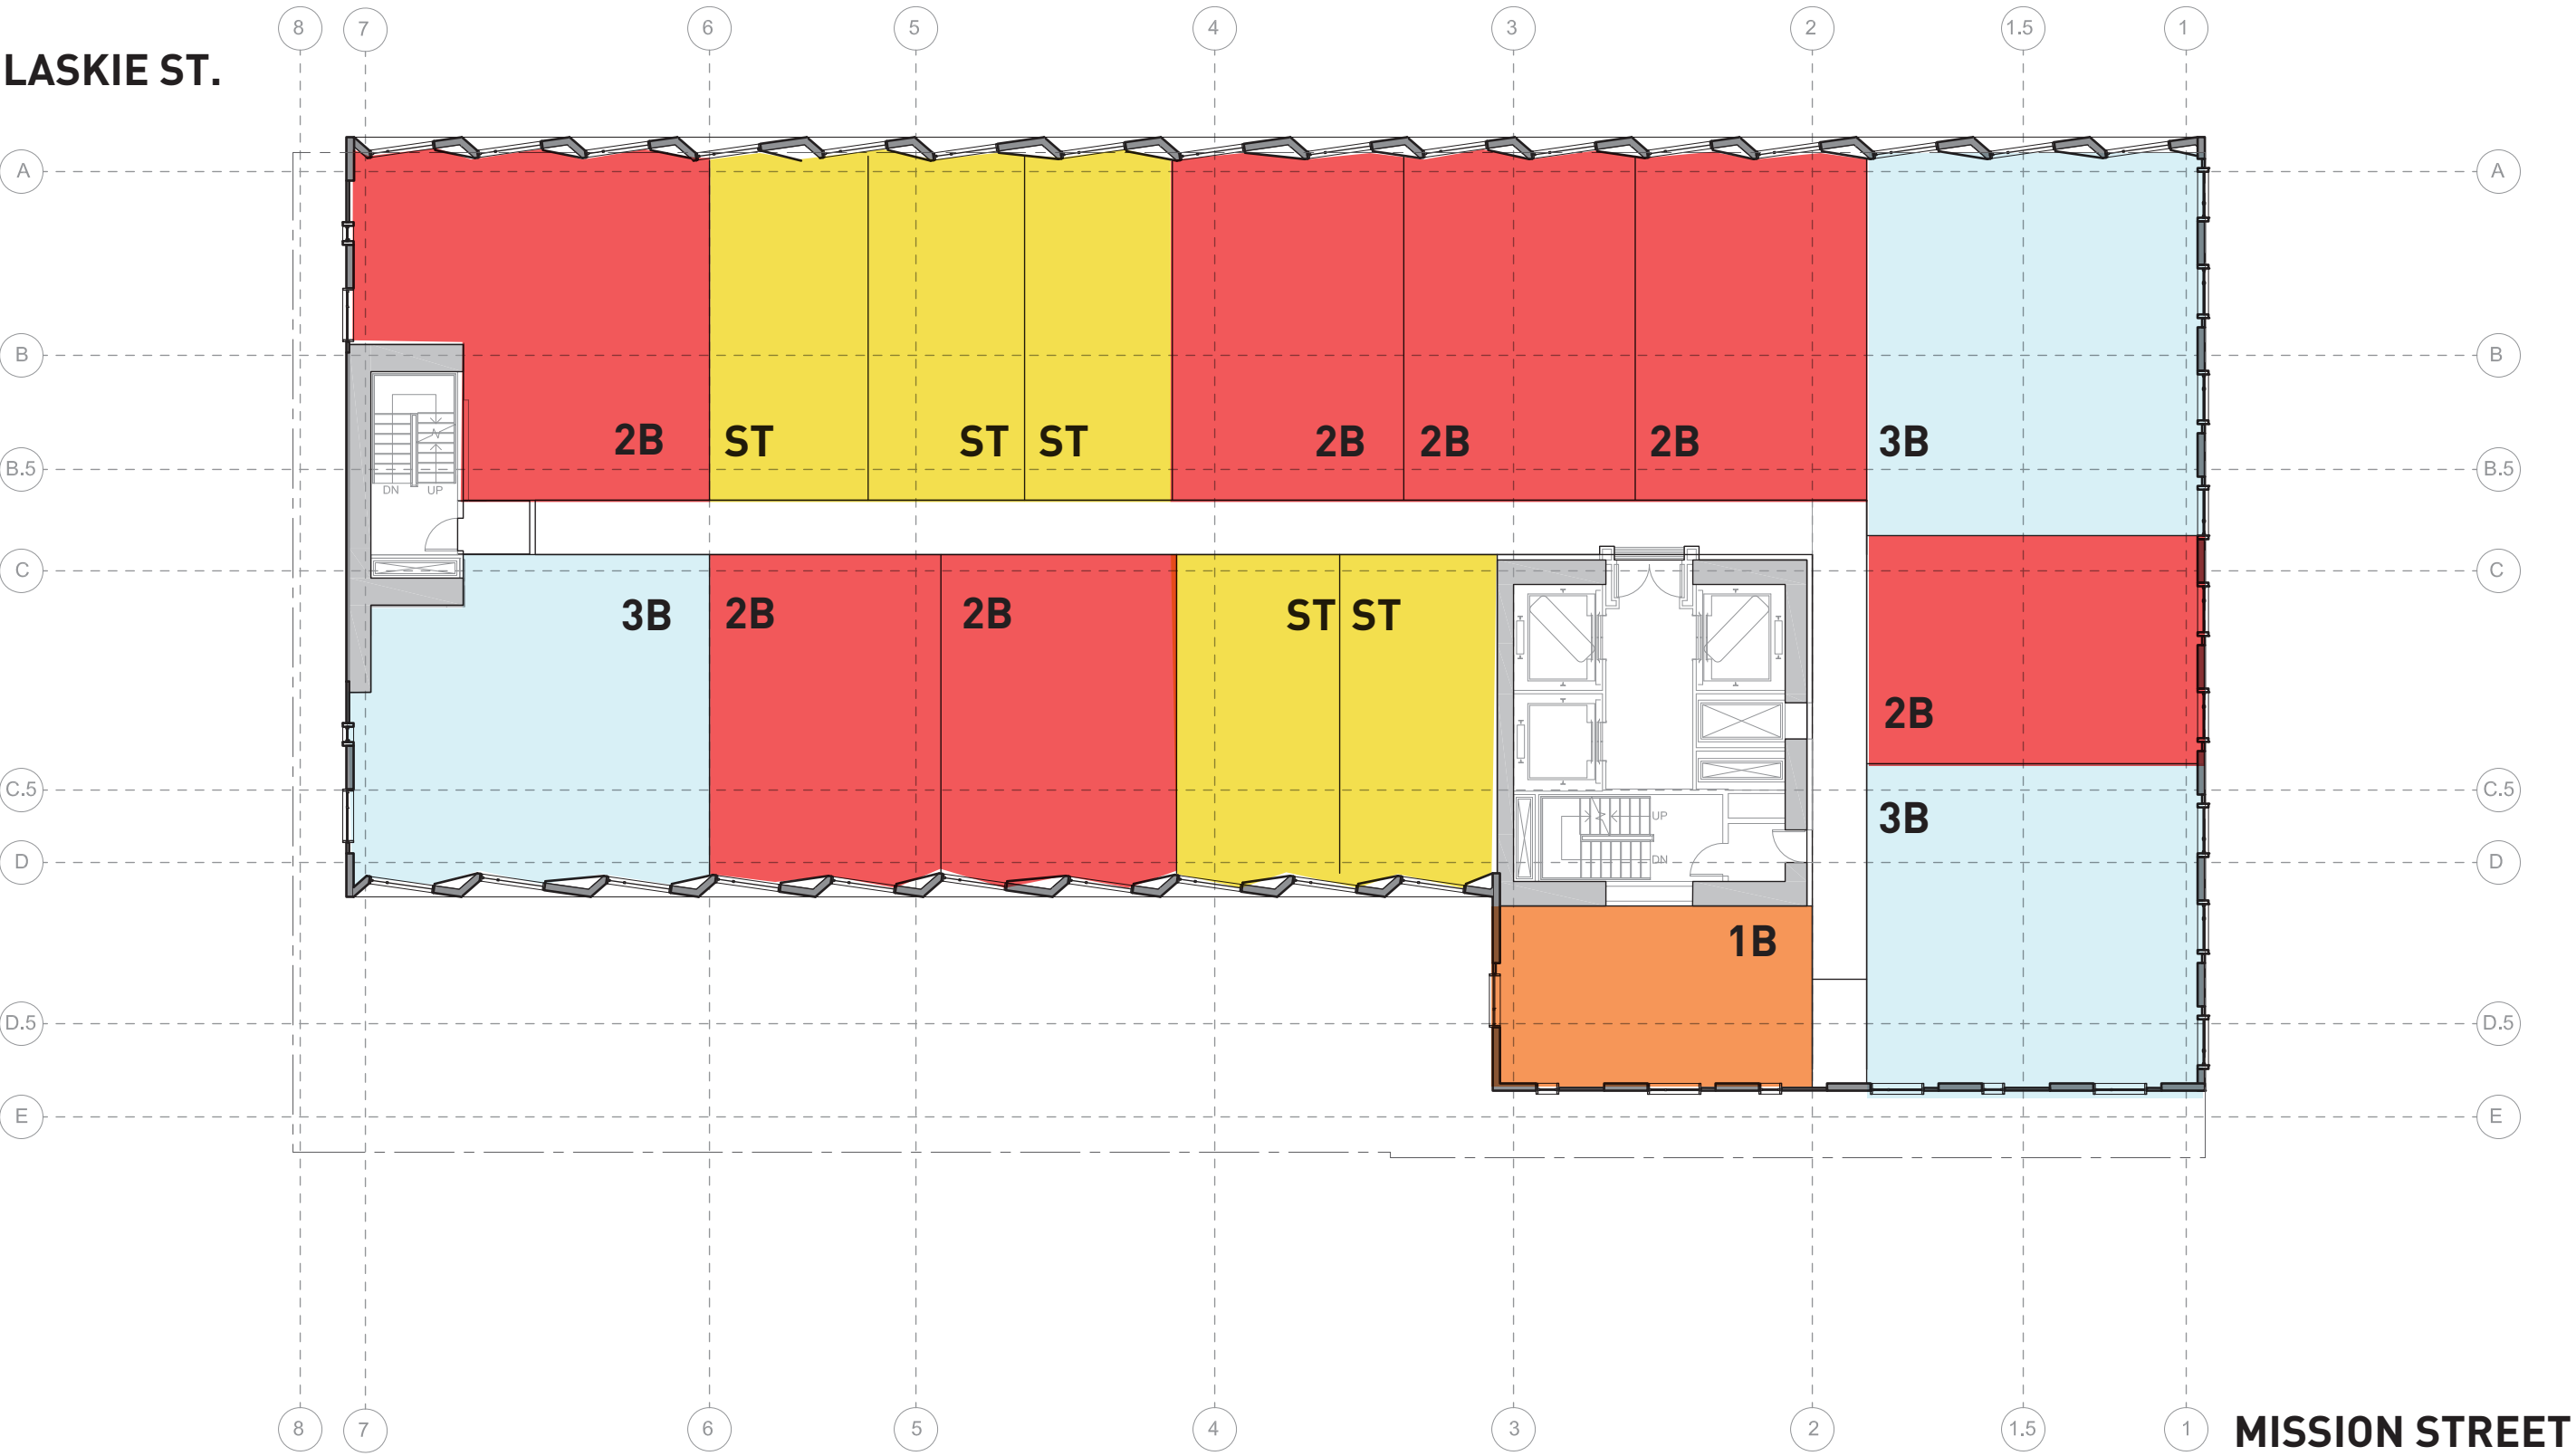 8 7 6 5 4 3 2 1.5 1
LASKIE ST.
A A
B B
2B ST ST ST 2B 2B 2B 3B
B.5 B.5
DN UP
C C
3B 2B 2B ST ST
2B
C.5 C.5
UP 3B
DN
D D
1B
D.5 D.5
E E
8 7 6 5 4 3 2 1.5 1
MISSION STREET